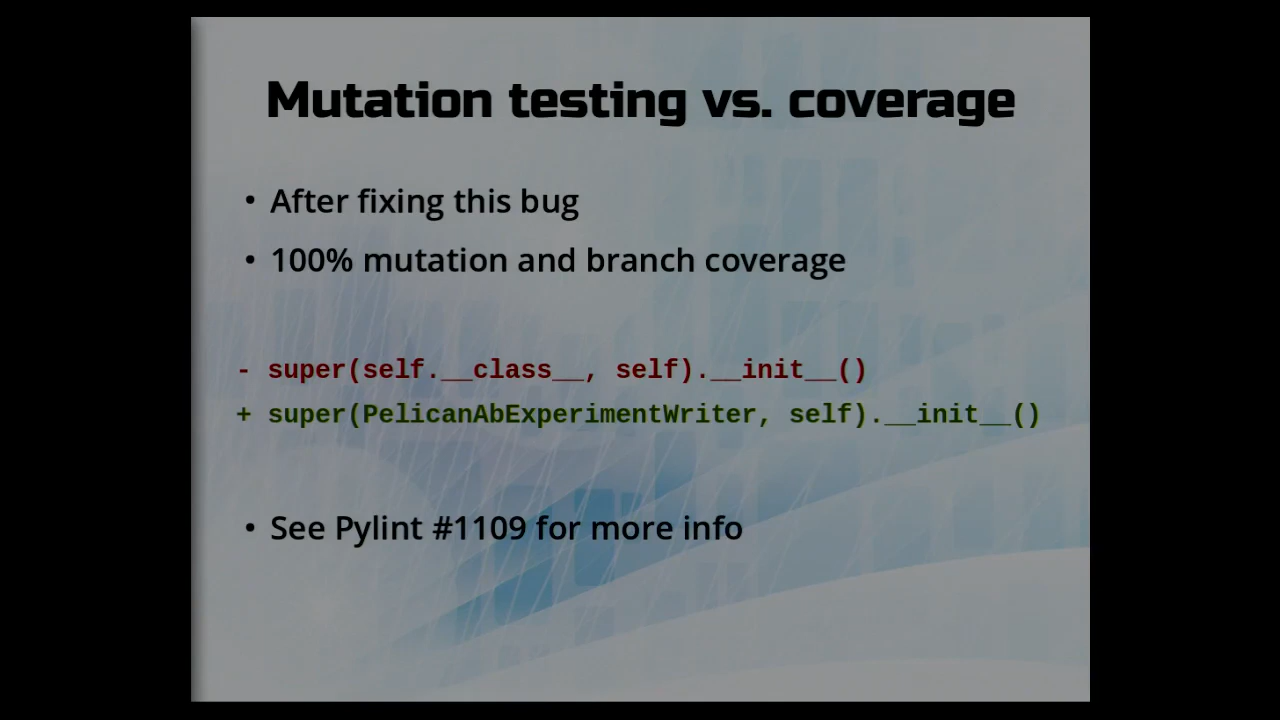 Mutation testing vs. coverage
• After fixing this bug
• 100% mutation and branch coverage
- super(self.__class__, self).__init__()
+ super(PelicanAbExperimentWriter, self).__init__()
• See Pylint #1109 for more info